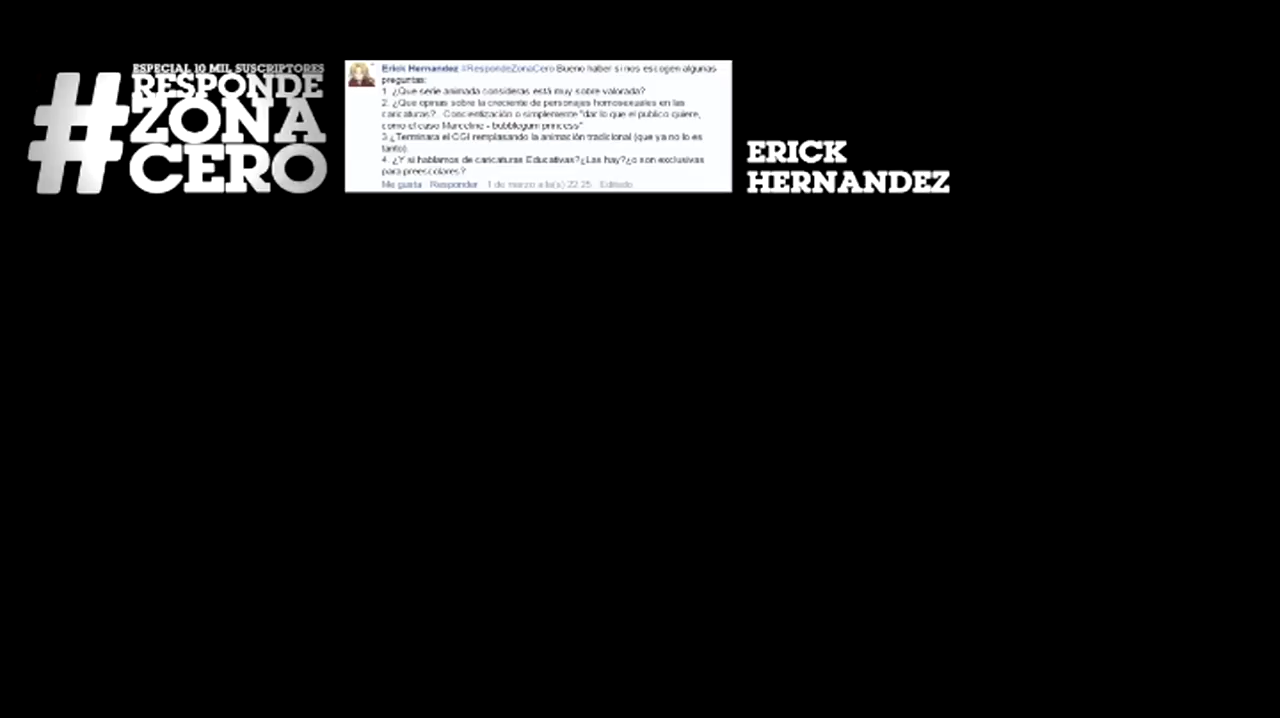 ESPECIAL 10 MIL SUSCRIPTORES
#RESPONDE
ZONA
CERO
Erick Hernandez #RespondeZonaCero Bueno haber si nos escogen algunas
preguntas:
1. ¿Que serie animada consideras está muy sobre valorada?
2. ¿Que opinas sobre la creciente de personajes homosexuales en las
caricaturas?. Concientización o simplemente "dar lo que el publico quiere,
como el caso Marceline - bubblegum princess"
3.¿Terminara el CGI remplasando la animación tradicional (que ya no lo es
tanto).
4. ¿Y si hablamos de caricaturas Educativas?¿Las hay?¿o son exclusivas
para preescolares?
Me gusta Responder 1 de marzo a la(s) 22:25 Editado
ERICK
HERNANDEZ